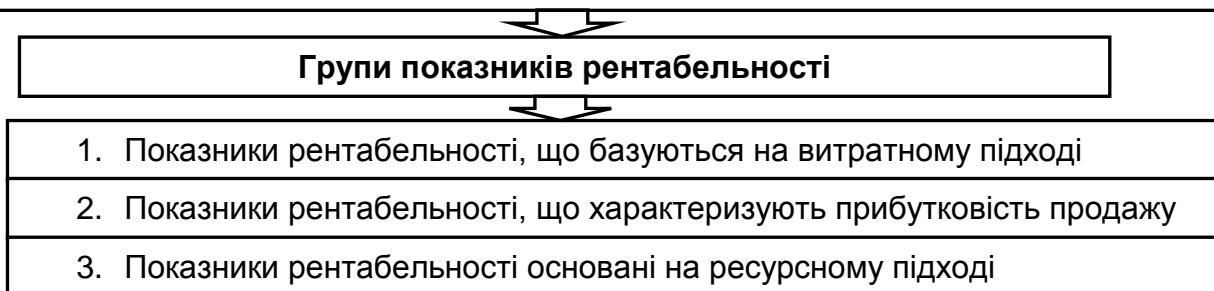 Групи показників рентабельності
1. Показники рентабельності, що базуються на витратному підході
2. Показники рентабельності, що характеризують прибутковість продажу
3. Показники рентабельності основані на ресурсному підході